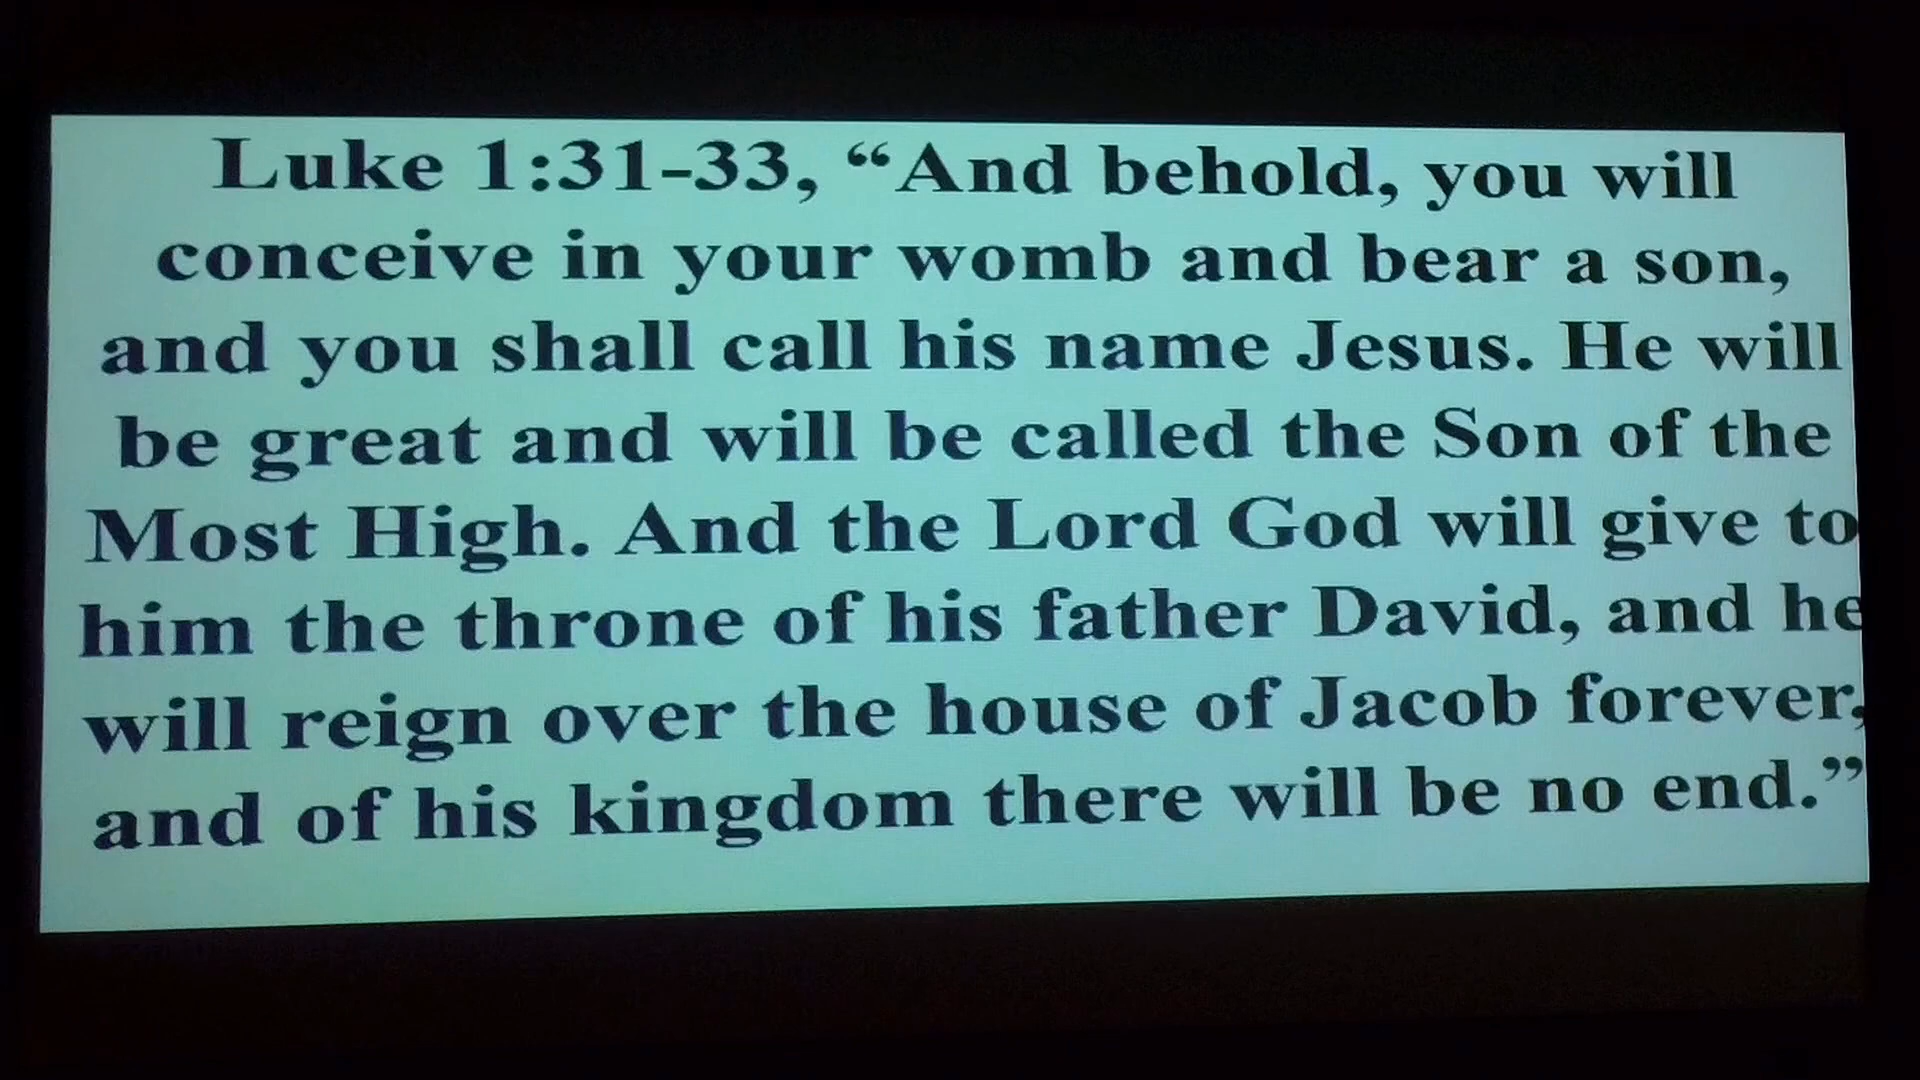 Luke 1:31-33, “And behold, you will
conceive in your womb and bear a son,
and you shall call his name Jesus. He will
be great and will be called the Son of the
Most High. And the Lord God will give to
him the throne of his father David, and he
will reign over the house of Jacob forever,
and of his kingdom there will be no end.”